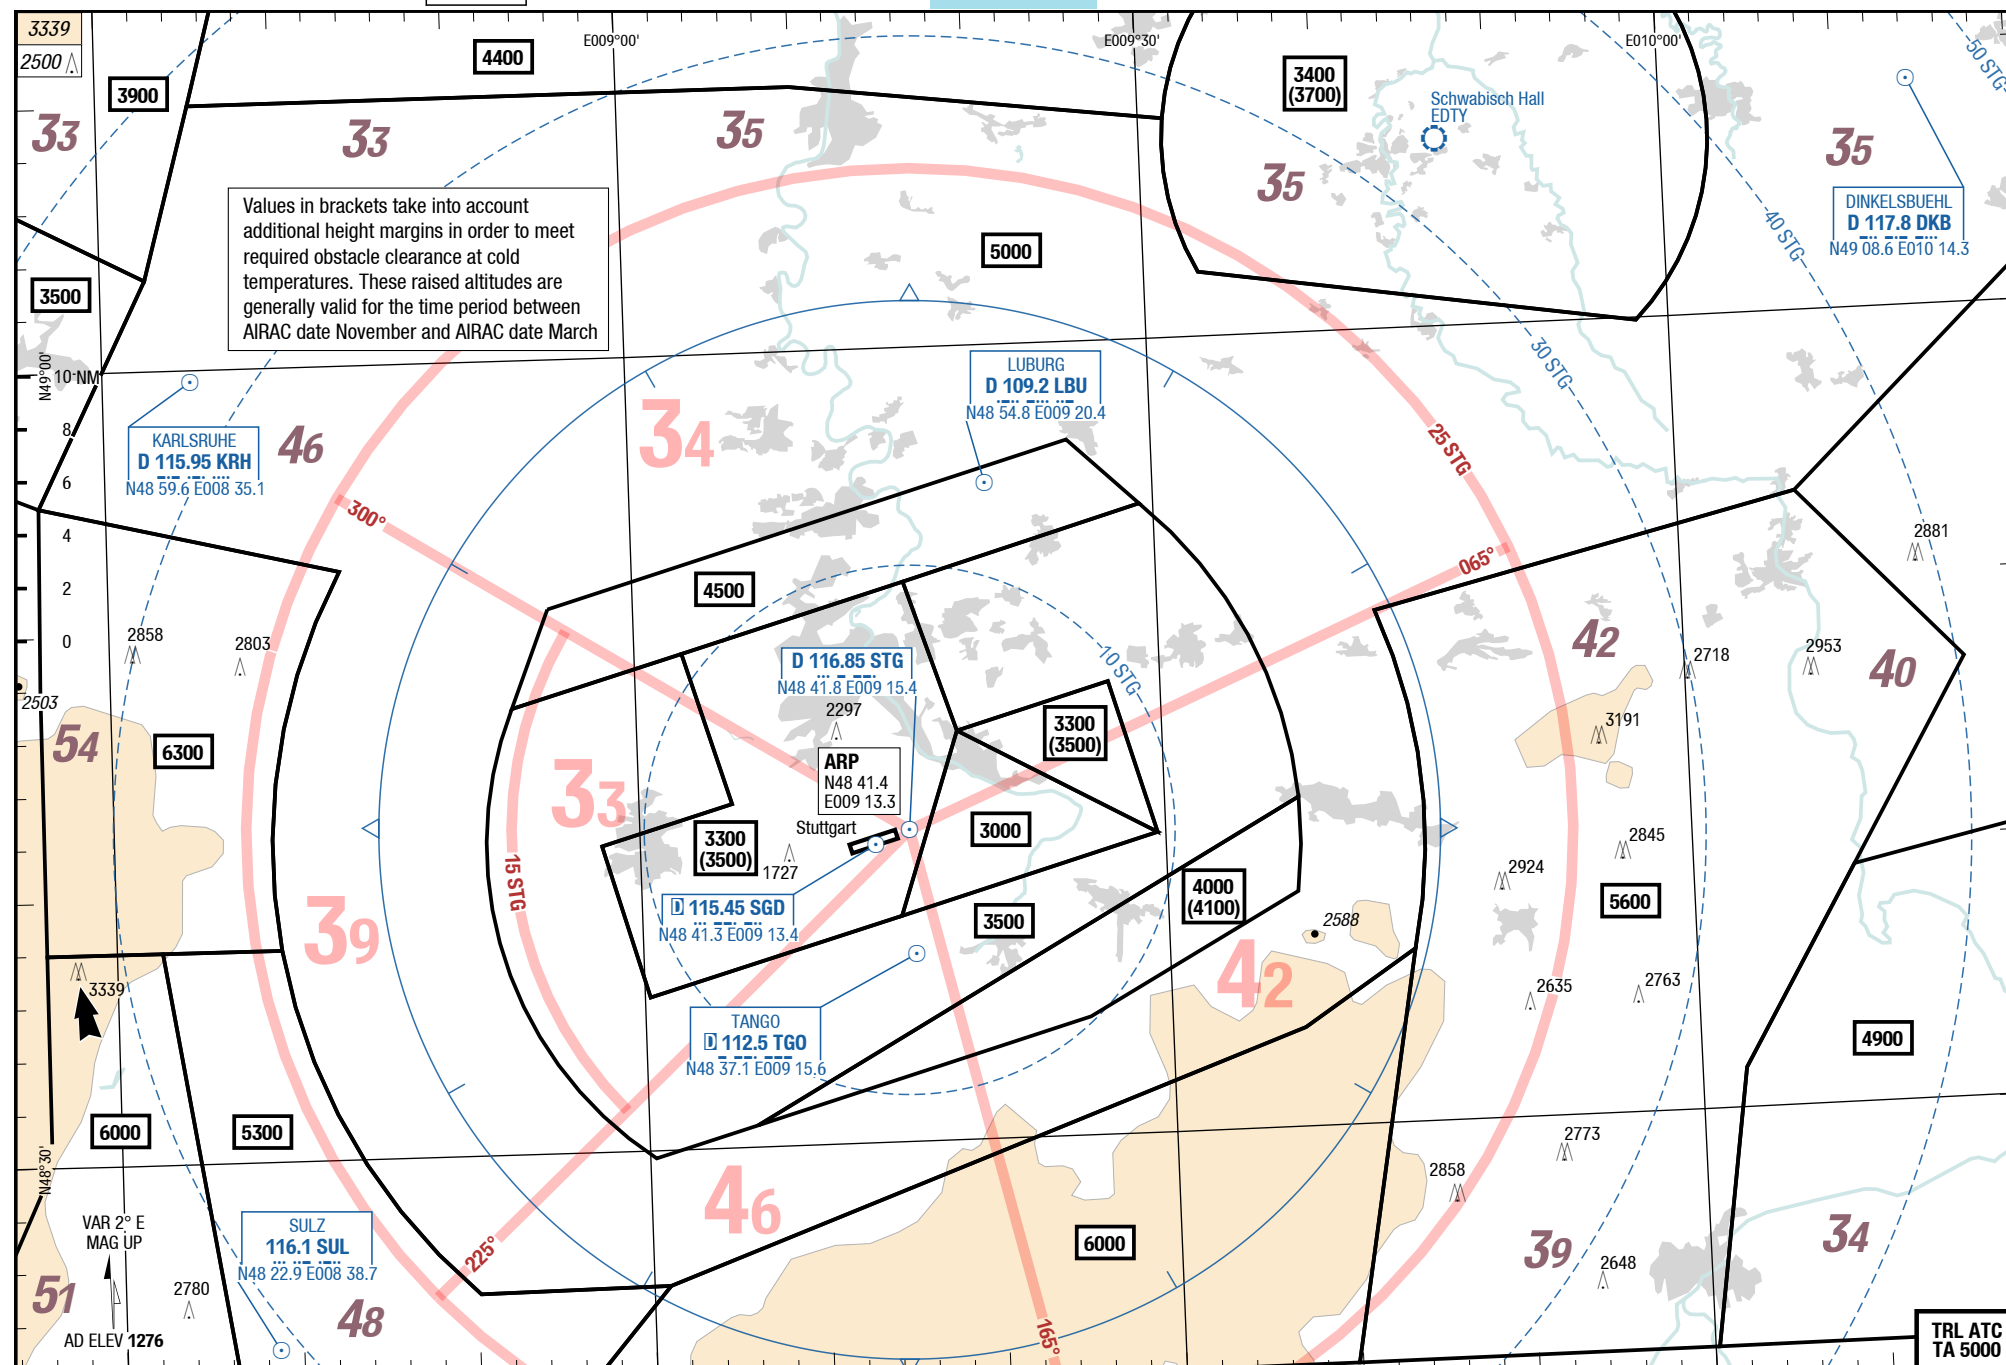 3339
2500
E009°00'
E009°30'
E010°00'
50 STG
4400
3900
3400
(3700)
Schwabisch Hall
EDTY
33
33
35
35
35
Values in brackets take into account
additional height margins in order to meet
required obstacle clearance at cold
temperatures. These raised altitudes are
generally valid for the time period between
AIRAC date November and AIRAC date March
DINKELSBUEHL
D 117.8 DKB
N49 08.6 E010 14.3
40 STG
5000
3500
N49°00'
10 NM
8
6
4
2
0
30 STG
LUBURG
D 109.2 LBU
N48 54.8 E009 20.4
KARLSRUHE
D 115.95 KRH
N48 59.6 E008 35.1
46
34
25 STG
300°
065°
2881
4500
2858
2803
D 116.85 STG
N48 41.8 E009 15.4
10 STG
42
2718
2953
40
2503
2297
54
6300
3300
(3500)
3191
ARP
N48 41.4
E009 13.3
33
Stuttgart
3000
3300
(3500)
1727
15 STG
2845
2924
4000
(4100)
5600
D 115.45 SGD
N48 41.3 E009 13.4
3500
2588
39
42
3339
2635
2763
TANGO
D 112.5 TGO
N48 37.1 E009 15.6
4900
6000
5300
2773
2858
N48°30'
46
VAR 2° E
MAG UP
SULZ
116.1 SUL
N48 22.9 E008 38.7
225°
6000
39
34
2648
51
2780
48
165°
AD ELEV 1276
TRL ATC
TA 5000